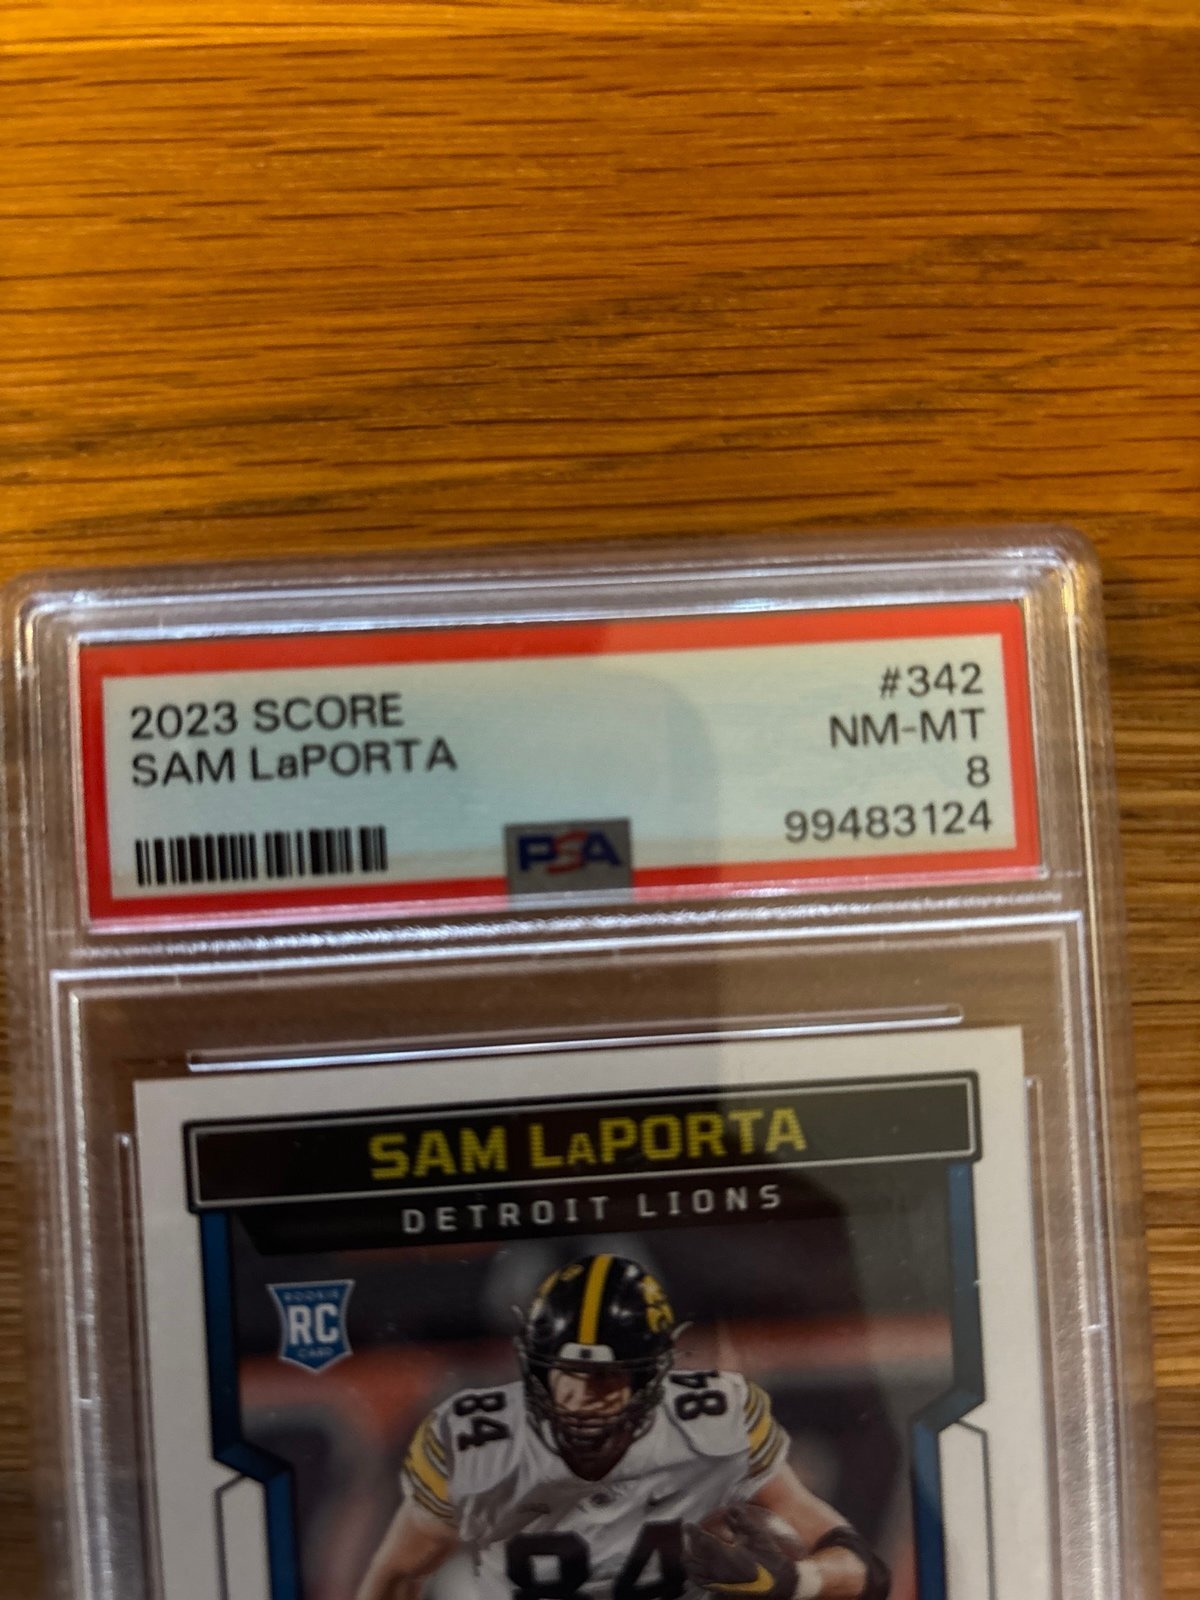 2023 SCORE
SAM LaPORTA
#342
NM-MT
8
99483124
PSA
SAM LaPORTA
DETROIT LIONS
ROOKIE
RC
CARD
84
84
84